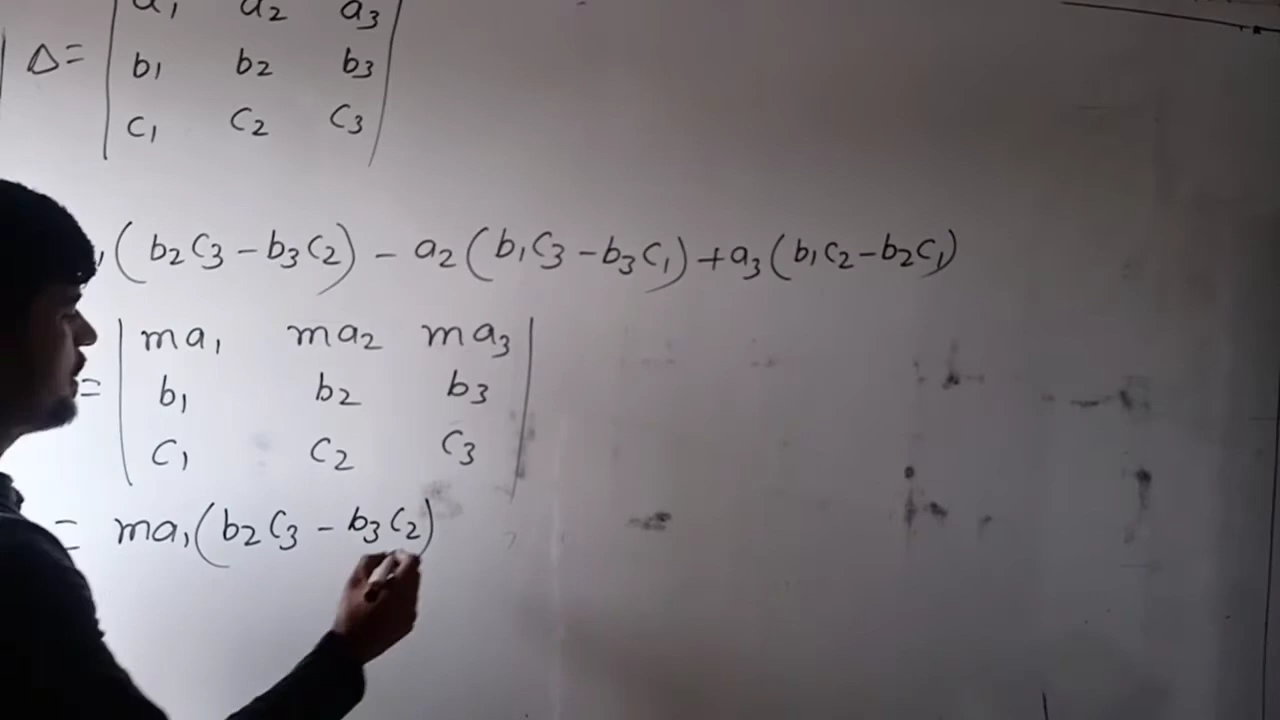 a₁ a₂ a₃
Δ= b₁ b₂ b₃
c₁ c₂ c₃
₁(b₂c₃-b₃c₂) - a₂(b₁c₃-b₃c₁)+a₃(b₁c₂-b₂c₁)
ma₁ ma₂ ma₃
= b₁ b₂ b₃
c₁ c₂ c₃
= ma₁(b₂c₃-b₃c₂)